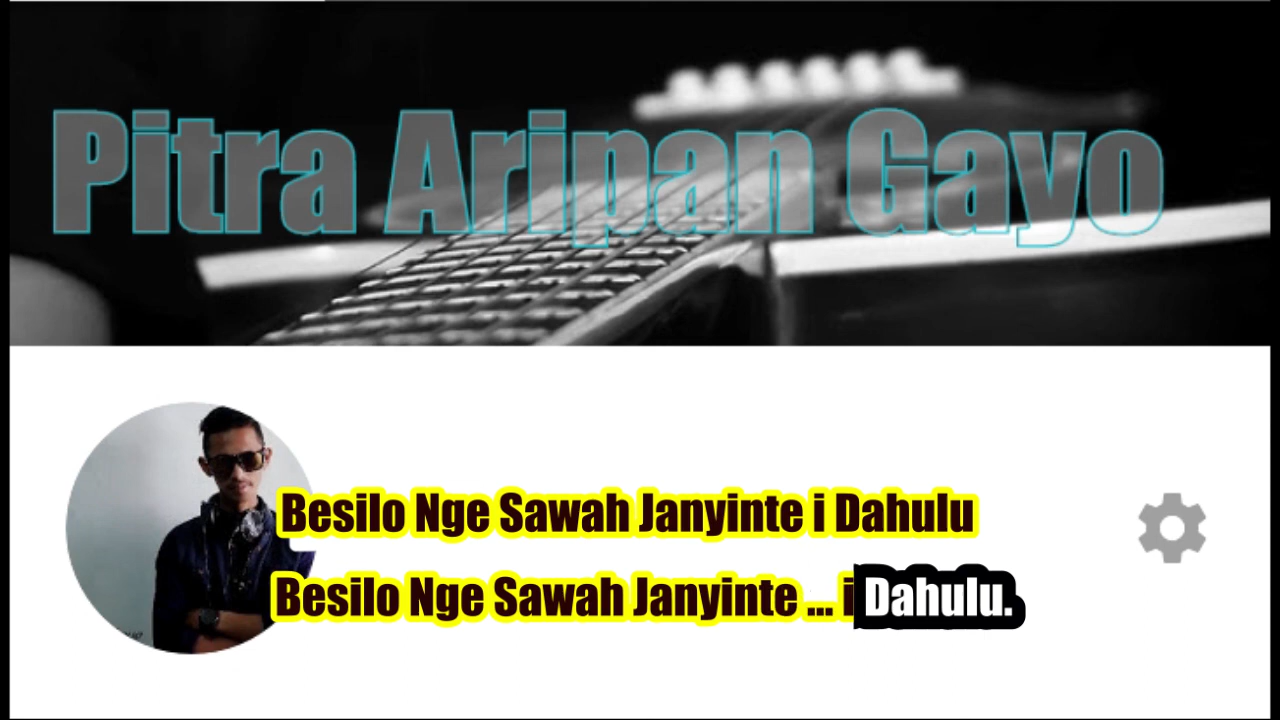 Pitra Aripan Gayo
Besilo Nge Sawah Janyinte i Dahulu
Besilo Nge Sawah Janyinte ... i Dahulu.